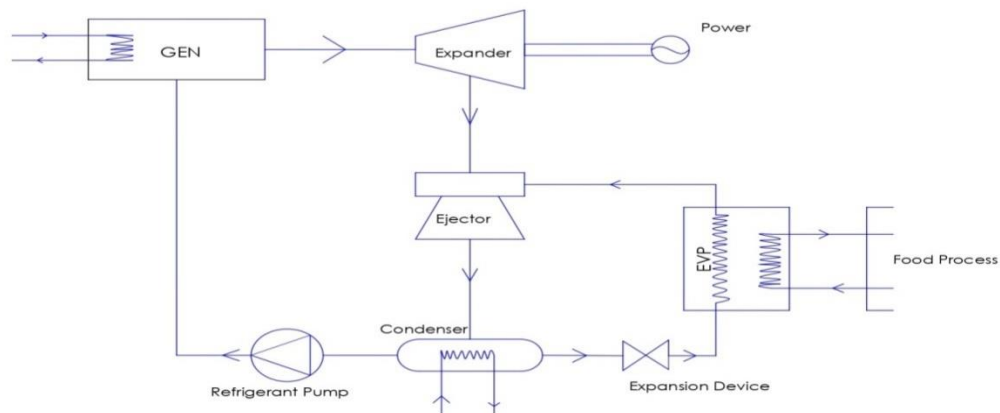 Power
GEN
Expander
Ejector
EVP
Food Process
Condenser
Refrigerant Pump
Expansion Device